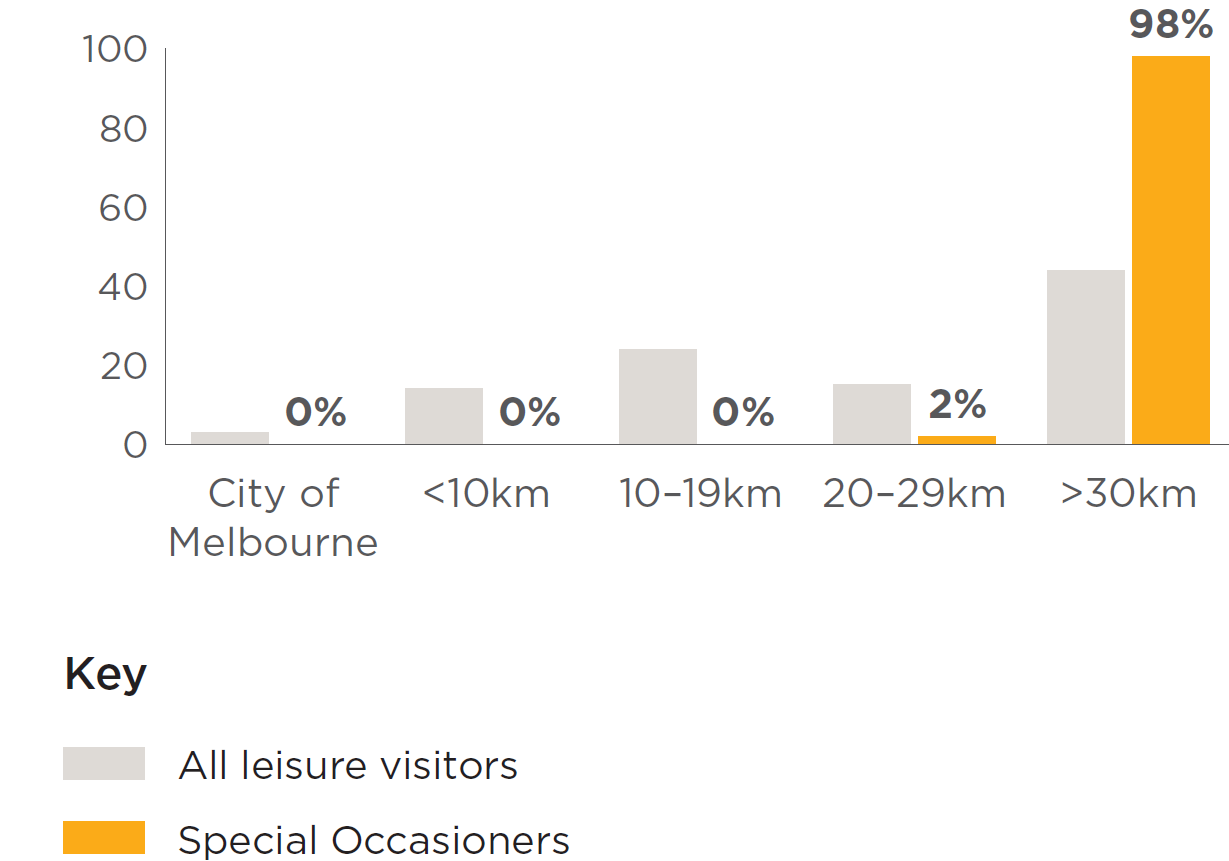 98%
100
80
60
40
20
0
0%
0%
0%
2%
City of
Melbourne
<10km
10–19km
20–29km
>30km
Key
All leisure visitors
Special Occasioners